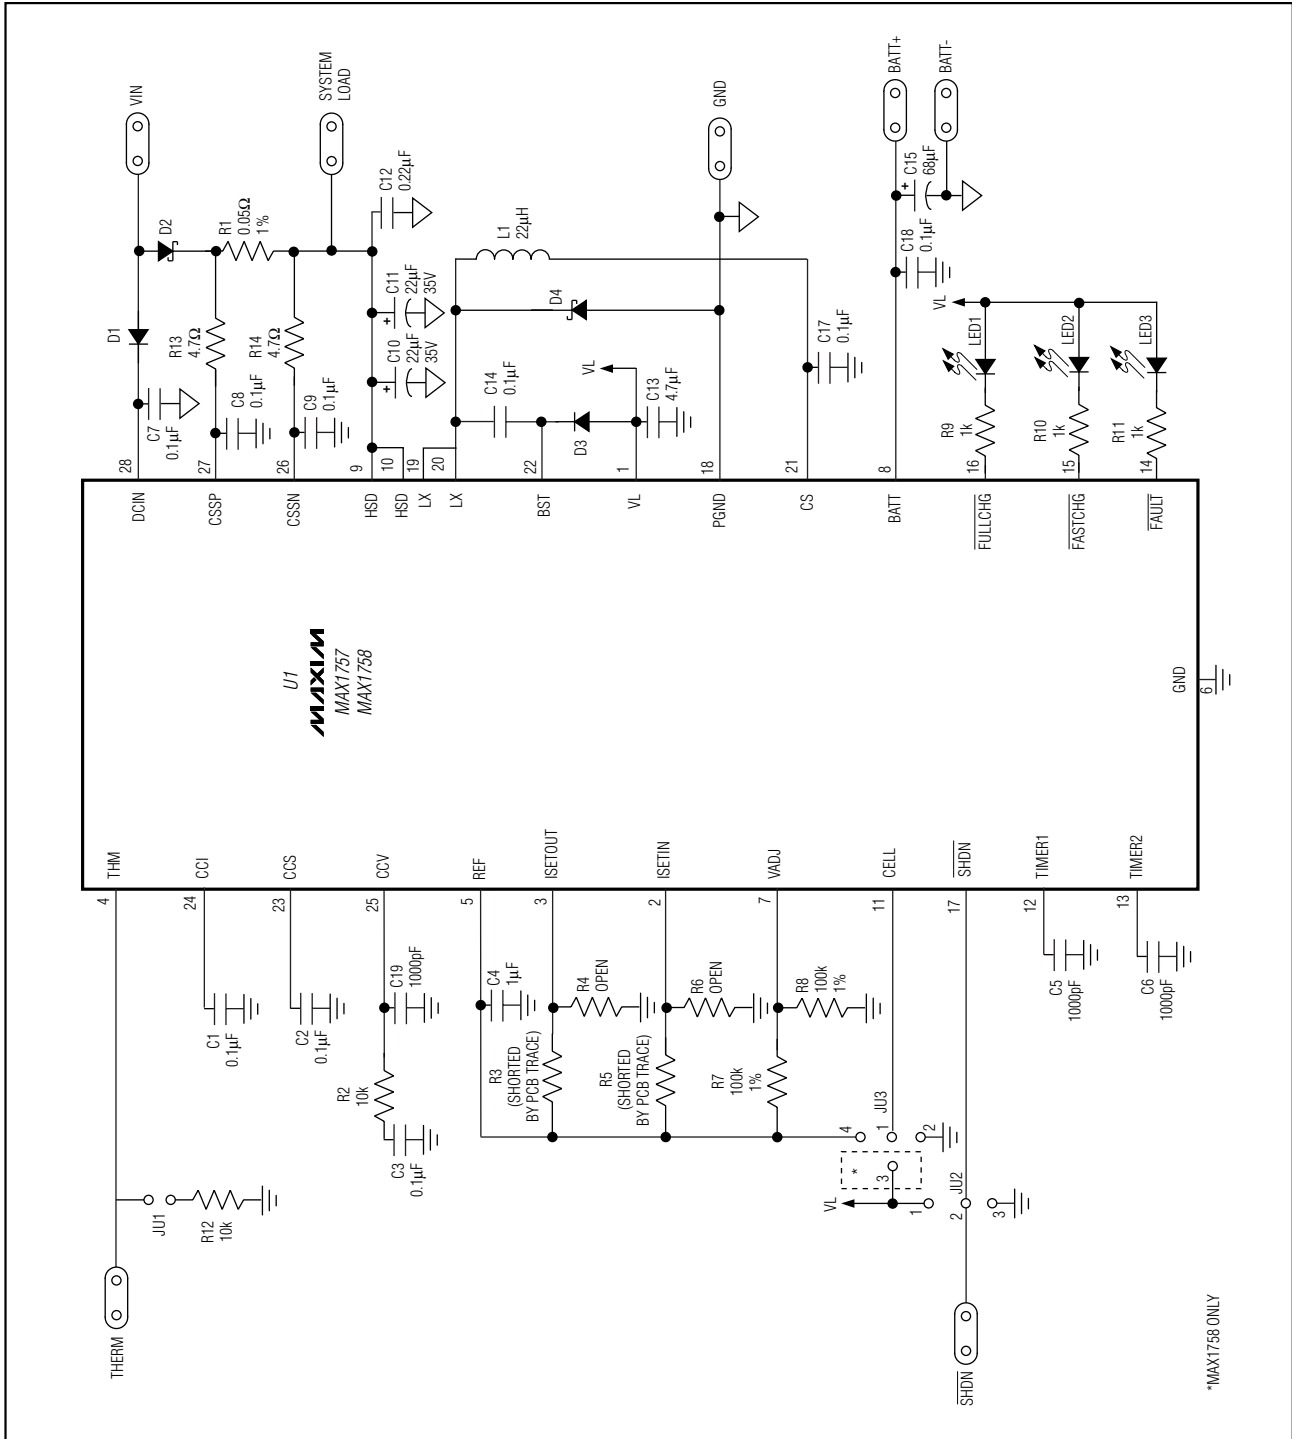 VIN
D1
D2
R1
0.05Ω
1%
SYSTEM
LOAD
R13
4.7Ω
R14
4.7Ω
C7
0.1µF
C8
0.1µF
C9
0.1µF
C12
0.22µF
C11
22µF
35V
C10
22µF
35V
L1
22µH
D4
C14
0.1µF
D3
VL
C13
4.7µF
GND
C17
0.1µF
BATT+
BATT-
C15
68µF
C18
0.1µF
VL
LED1
LED2
LED3
R9
1k
R10
1k
R11
1k
28
27
26
9
10
19
20
22
1
18
21
8
16
15
14
DCIN
CSSP
CSSN
HSD
HSD
LX
LX
BST
VL
PGND
CS
BATT
FULLCHG
FASTCHG
FAULT
U1
MAXIM
MAX1757
MAX1758
GND
6
THM
CCI
CCS
CCV
REF
ISETOUT
ISETIN
VADJ
CELL
SHDN
TIMER1
TIMER2
4
24
23
25
5
3
2
7
11
17
12
13
C1
0.1µF
C2
0.1µF
C19
1000pF
R2
10k
C3
0.1µF
C4
1µF
R4
OPEN
R3
(SHORTED
BY PCB TRACE)
R6
OPEN
R5
(SHORTED
BY PCB TRACE)
R8
100k
1%
R7
100k
1%
C5
1000pF
C6
1000pF
JU3
4
1
2
*
3
VL
JU2
1
2
3
JU1
R12
10k
THERM
SHDN
*MAX1758 ONLY